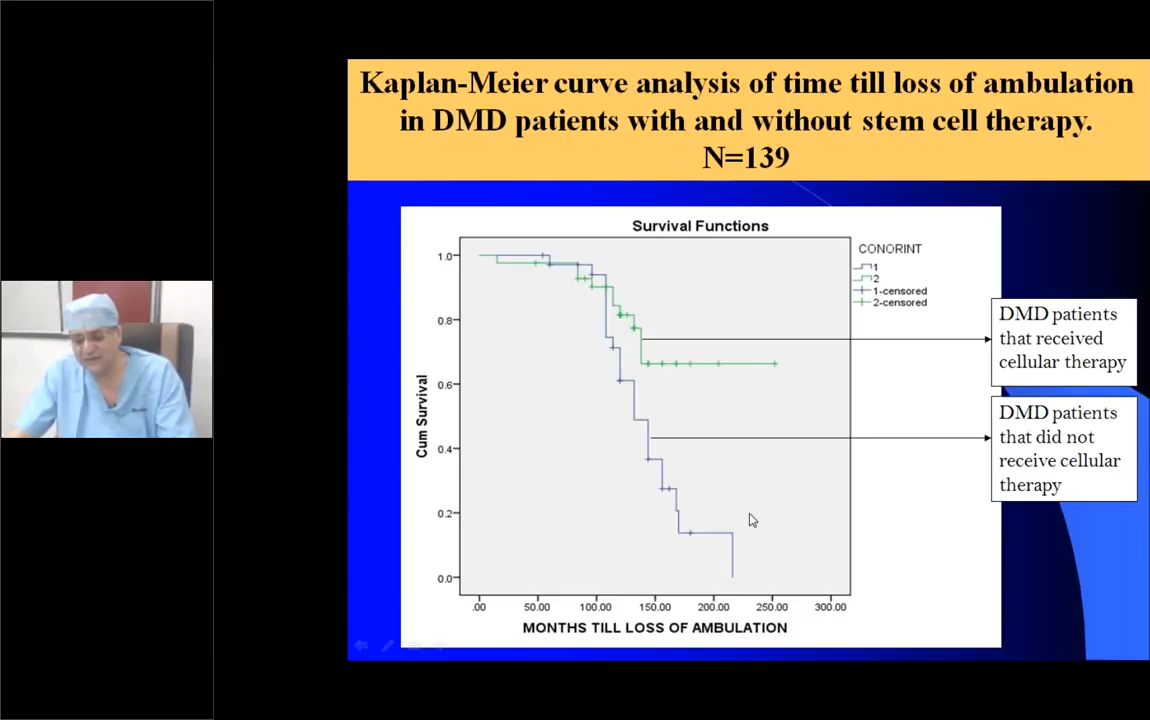 Kaplan-Meier curve analysis of time till loss of ambulation
in DMD patients with and without stem cell therapy.
N=139
Survival Functions
CONORINT
1
2
1-censored
2-censored
1.0
0.8
0.6
0.4
0.2
0.0
Cum Survival
.00 50.00 100.00 150.00 200.00 250.00 300.00
MONTHS TILL LOSS OF AMBULATION
DMD patients
that received
cellular therapy
DMD patients
that did not
receive cellular
therapy